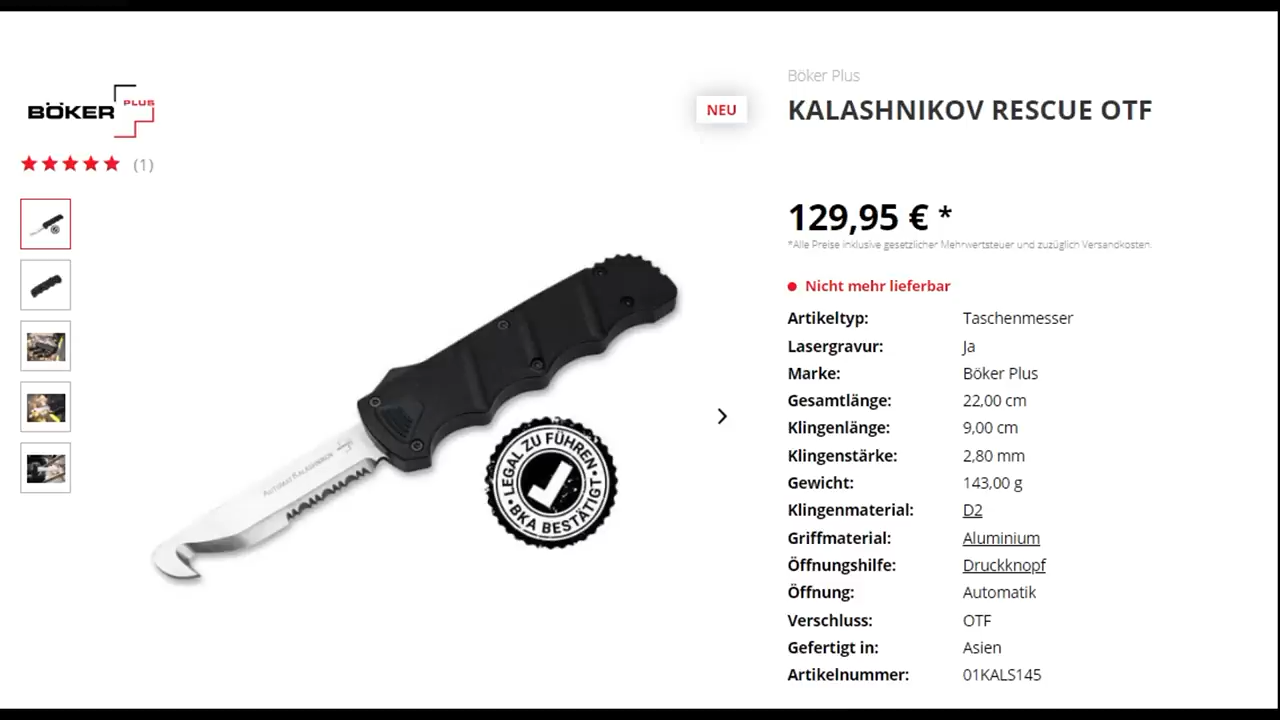 BÖKER PLUS
(1)
NEU
Böker Plus
KALASHNIKOV RESCUE OTF
129,95 € *
*Alle Preise inklusive gesetzlicher Mehrwertsteuer und zuzüglich Versandkosten.
Nicht mehr lieferbar
Artikeltyp: Taschenmesser
Lasergravur: Ja
Marke: Böker Plus
Gesamtlänge: 22,00 cm
Klingenlänge: 9,00 cm
Klingenstärke: 2,80 mm
Gewicht: 143,00 g
Klingenmaterial: D2
Griffmaterial: Aluminium
Öffnungshilfe: Druckknopf
Öffnung: Automatik
Verschluss: OTF
Gefertigt in: Asien
Artikelnummer: 01KALS145
AUTOMAT KALASHNIKOV
LEGAL ZU FÜHREN
BKA BESTÄTIGT